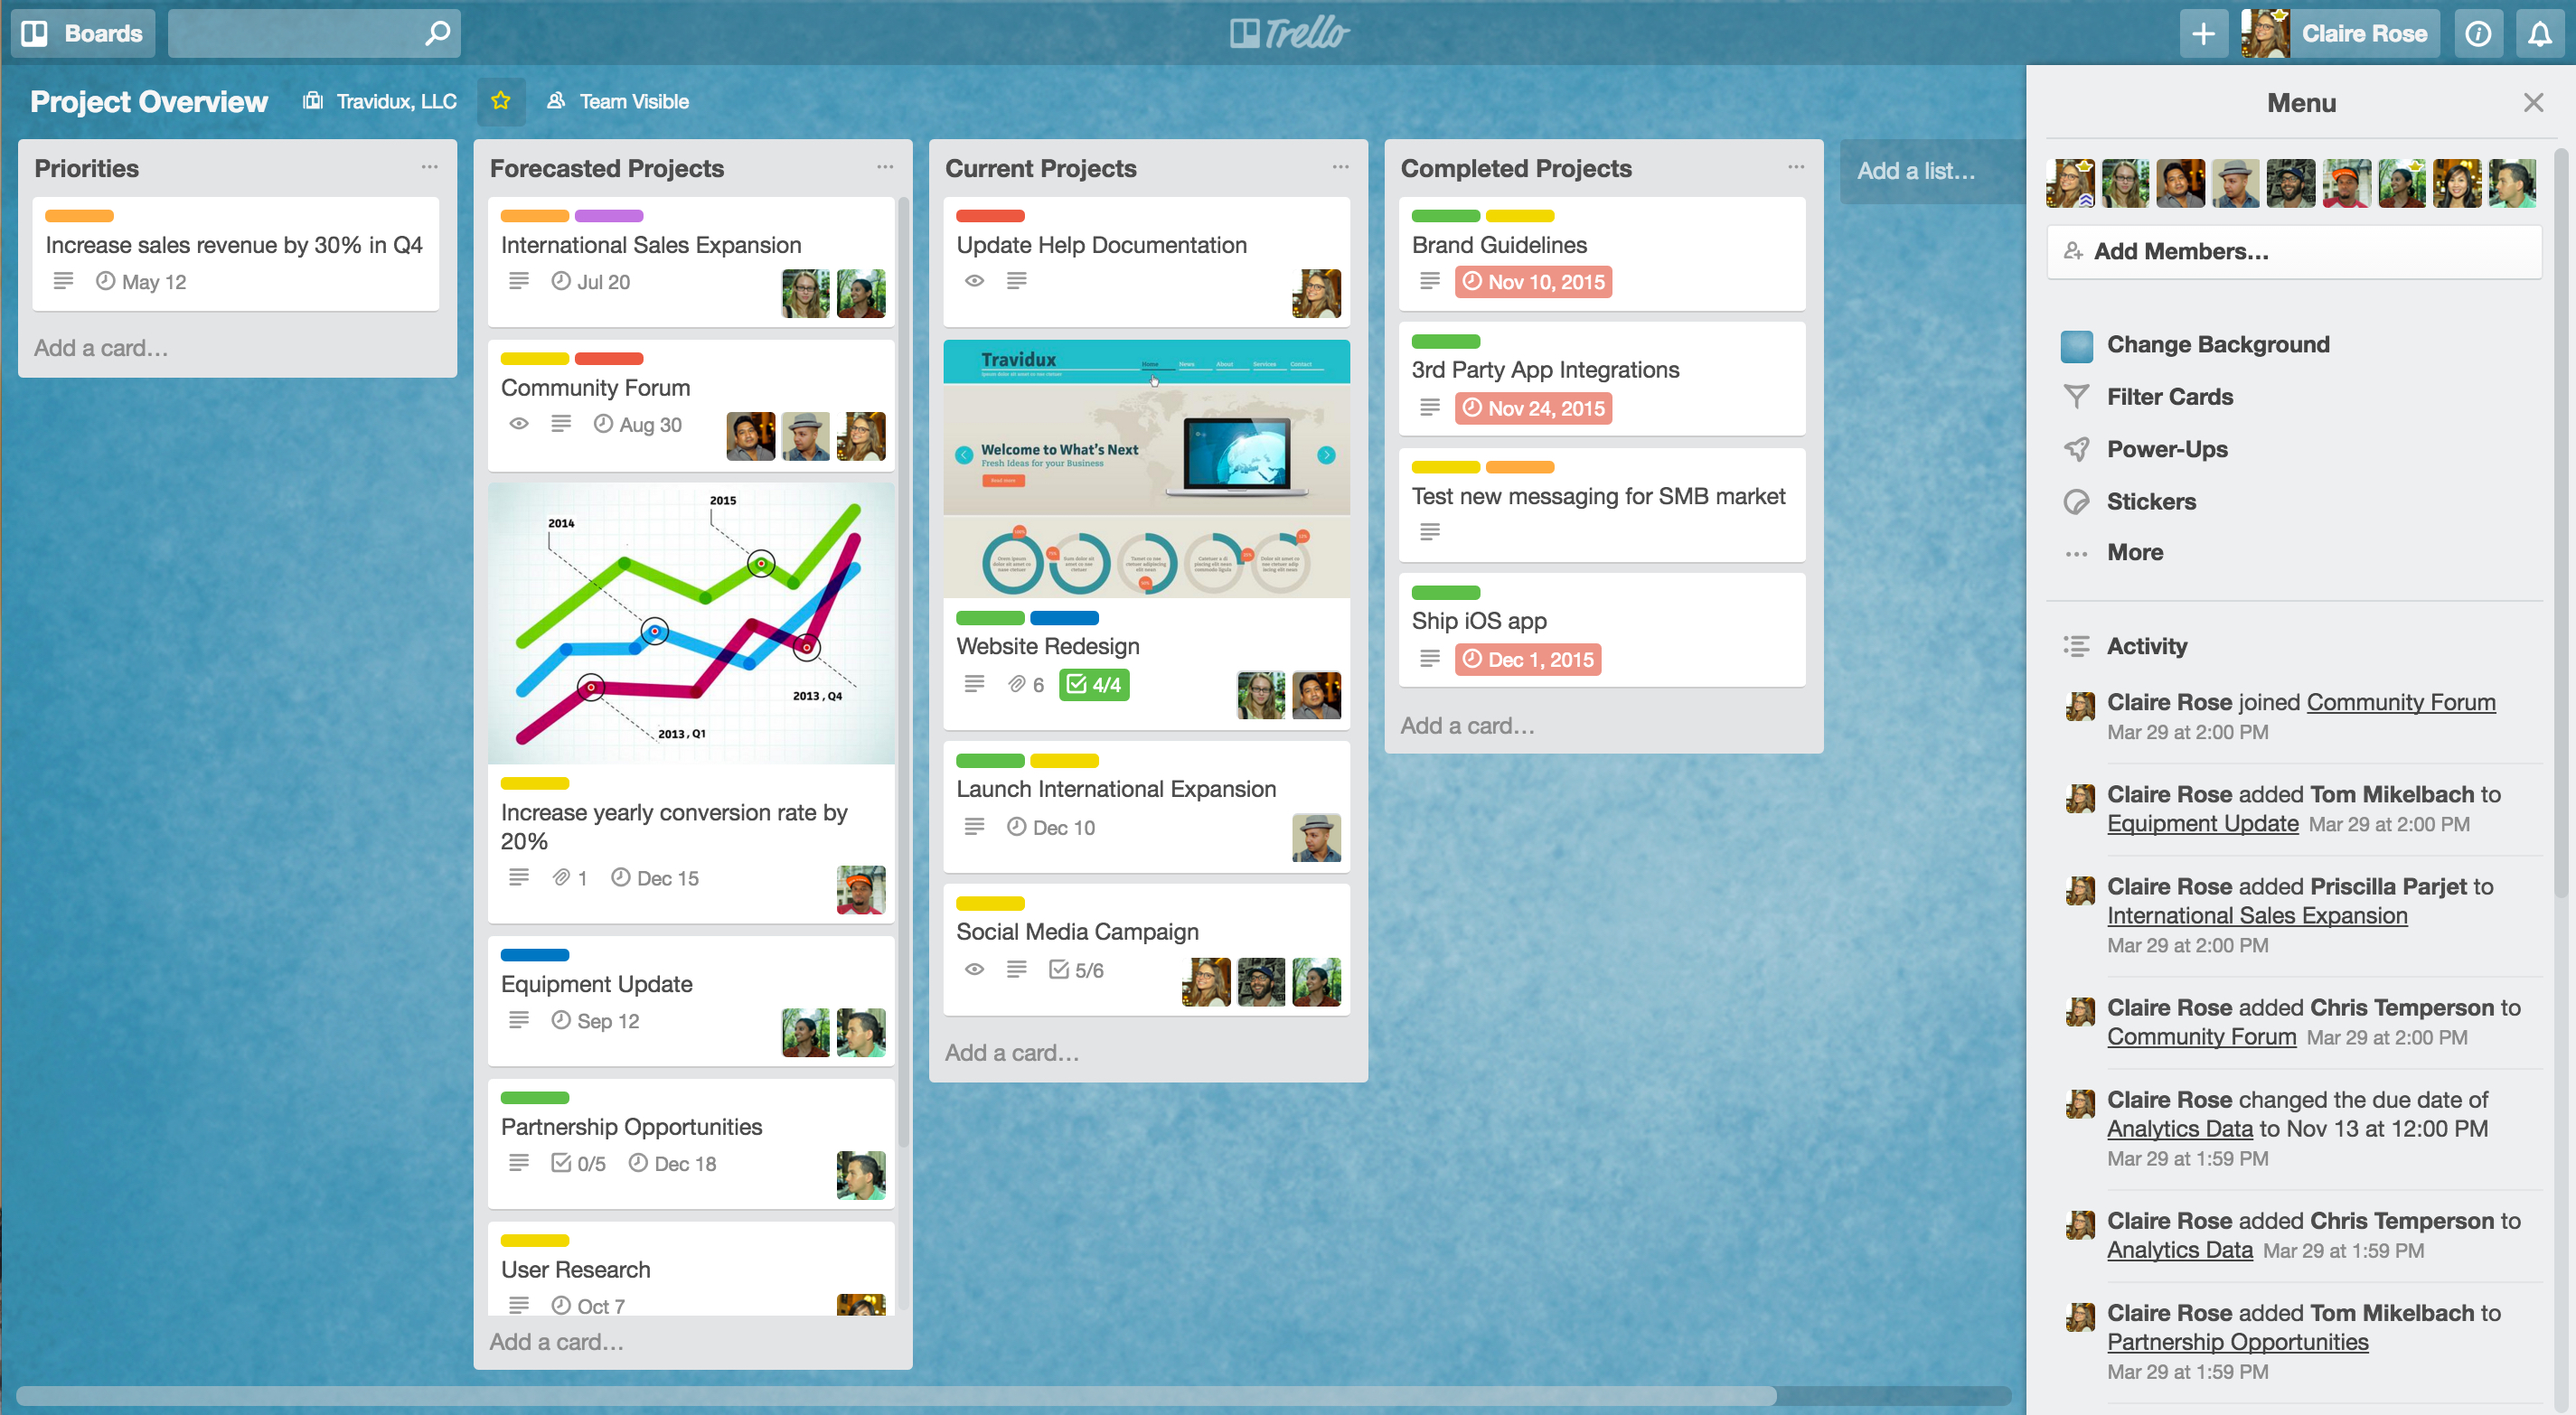 Boards
Trello
Claire Rose
Project Overview
Travidux, LLC
Team Visible
Priorities
Increase sales revenue by 30% in Q4
May 12
Add a card…
Forecasted Projects
International Sales Expansion
Jul 20
Community Forum
Aug 30
2015
2014
2013 , Q4
2013 , Q1
Increase yearly conversion rate by
20%
1
Dec 15
Equipment Update
Sep 12
Partnership Opportunities
0/5
Dec 18
User Research
Oct 7
Add a card…
Current Projects
Update Help Documentation
Travidux
Home News About Services Contact
Welcome to What's Next
Fresh Ideas for your Business
Read more
Website Redesign
6
4/4
Launch International Expansion
Dec 10
Social Media Campaign
5/6
Add a card…
Completed Projects
Brand Guidelines
Nov 10, 2015
3rd Party App Integrations
Nov 24, 2015
Test new messaging for SMB market
Ship iOS app
Dec 1, 2015
Add a card…
Add a list…
Menu
Add Members…
Change Background
Filter Cards
Power-Ups
Stickers
More
Activity
Claire Rose joined Community Forum
Mar 29 at 2:00 PM
Claire Rose added Tom Mikelbach to
Equipment Update Mar 29 at 2:00 PM
Claire Rose added Priscilla Parjet to
International Sales Expansion
Mar 29 at 2:00 PM
Claire Rose added Chris Temperson to
Community Forum Mar 29 at 2:00 PM
Claire Rose changed the due date of
Analytics Data to Nov 13 at 12:00 PM
Mar 29 at 1:59 PM
Claire Rose added Chris Temperson to
Analytics Data Mar 29 at 1:59 PM
Claire Rose added Tom Mikelbach to
Partnership Opportunities
Mar 29 at 1:59 PM